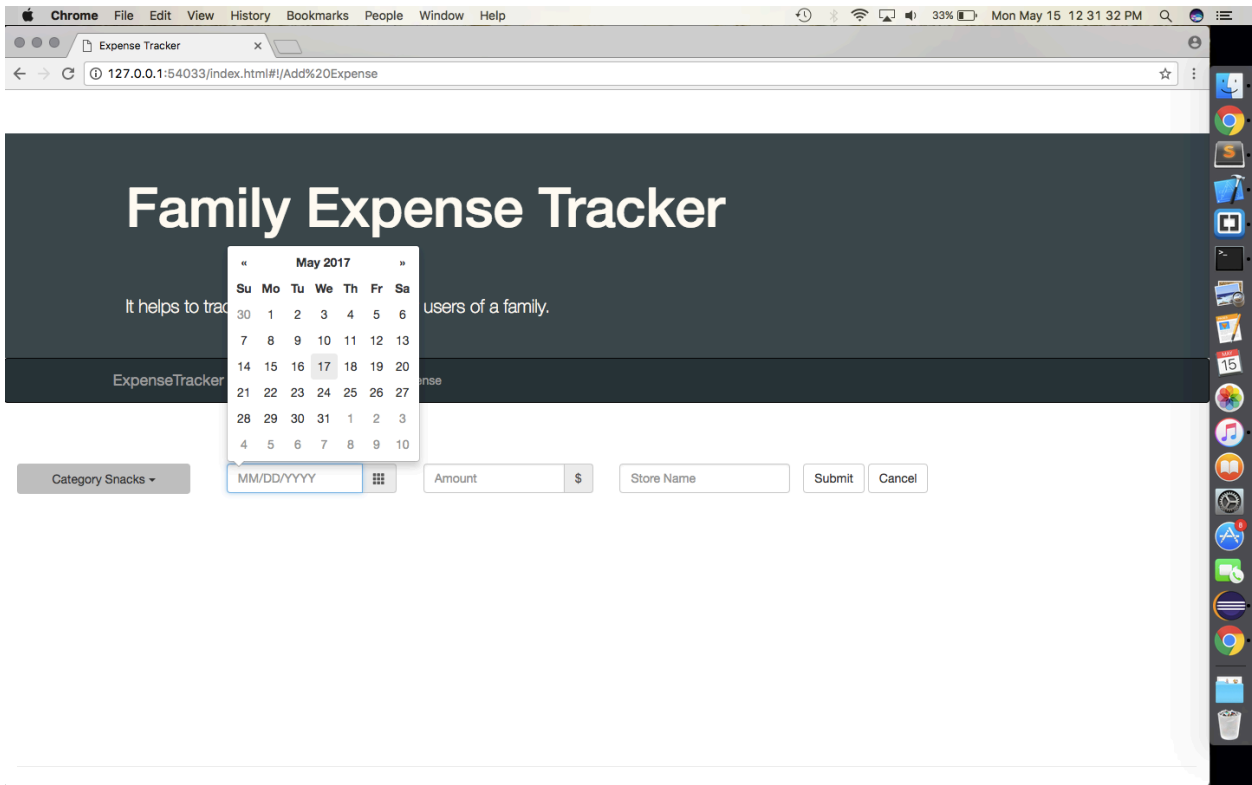 Chrome File Edit View History Bookmarks People Window Help 33% Mon May 15 12 31 32 PM
Expense Tracker
127.0.0.1:54033/index.html#!/Add%20Expense
Family Expense Tracker
« May 2017 »
Su Mo Tu We Th Fr Sa
It helps to users of a family.
30 1 2 3 4 5 6
7 8 9 10 11 12 13
14 15 16 17 18 19 20
ExpenseTracker
21 22 23 24 25 26 27
28 29 30 31 1 2 3
4 5 6 7 8 9 10
Category Snacks MM/DD/YYYY Amount $ Store Name Submit Cancel
MAY
15
8